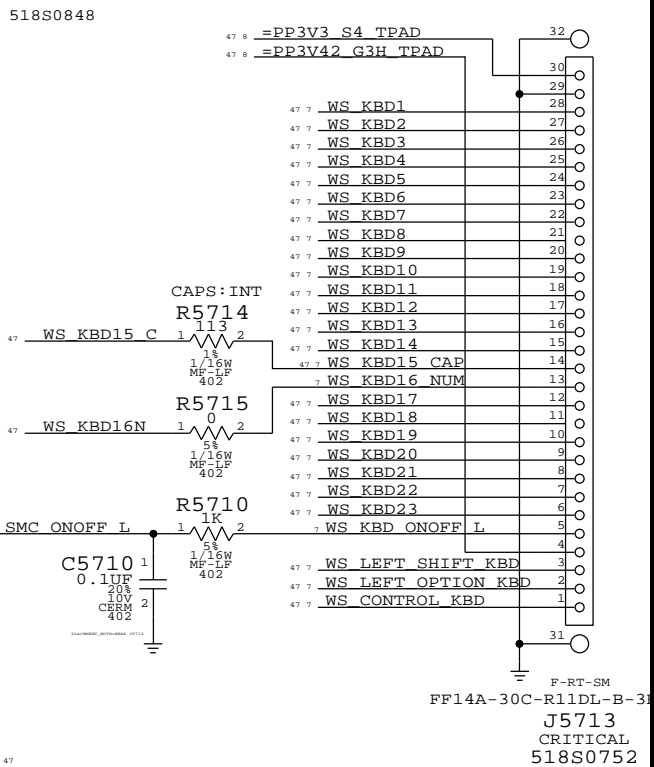 518S0848
47 8 =PP3V3_S4_TPAD
47 8 =PP3V42_G3H_TPAD
32
30
29
47 7 WS_KBD1 28
47 7 WS_KBD2 27
47 7 WS_KBD3 26
47 7 WS_KBD4 25
47 7 WS_KBD5 24
47 7 WS_KBD6 23
47 7 WS_KBD7 22
47 7 WS_KBD8 21
47 7 WS_KBD9 20
47 7 WS_KBD10 19
47 7 WS_KBD11 18
47 7 WS_KBD12 17
47 7 WS_KBD13 16
47 7 WS_KBD14 15
47 7 WS_KBD15_CAP 14
7 WS_KBD16_NUM 13
47 7 WS_KBD17 12
47 7 WS_KBD18 11
47 7 WS_KBD19 10
47 7 WS_KBD20 9
47 7 WS_KBD21 8
47 7 WS_KBD22 7
47 7 WS_KBD23 6
7 WS_KBD_ONOFF_L 5
4
47 7 WS_LEFT_SHIFT_KBD 3
47 7 WS_LEFT_OPTION_KBD 2
47 7 WS_CONTROL_KBD 1
31
CAPS:INT
R5714
113
47 WS_KBD15_C 1 2
1%
1/16W
MF-LF
402
R5715
0
47 WS_KBD16N 1 2
5%
1/16W
MF-LF
402
R5710
1K
SMC_ONOFF_L 1 2
5%
1/16W
MF-LF
402
C5710 1
0.1UF
20%
10V
CERM 2
402
PLACEMENT_NOTE=NEAR J5713
F-RT-SM
FF14A-30C-R11DL-B-3
J5713
CRITICAL
518S0752
47